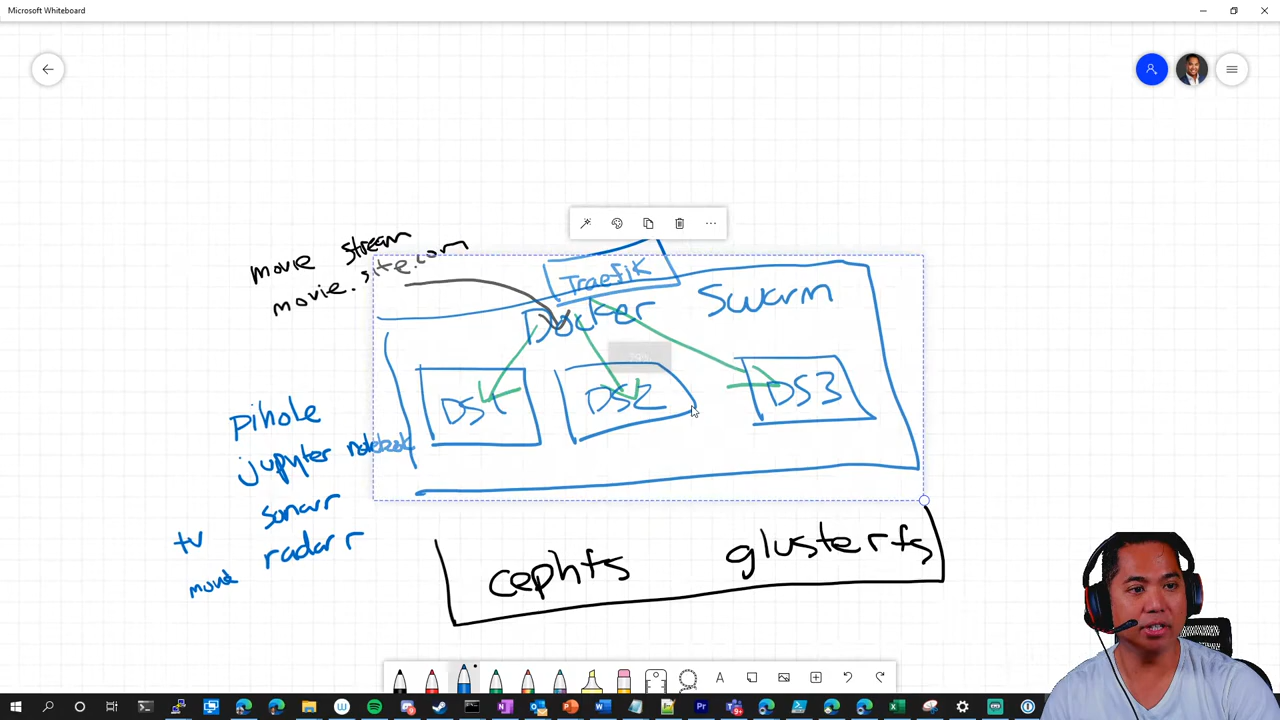 Microsoft Whiteboard
movie stream
movie.site.com
Traefik
Docker Swarm
DS1
DS2
DS3
pihole
jupyter notebook
sonarr
tv
radarr
movie
cephfs
glusterfs